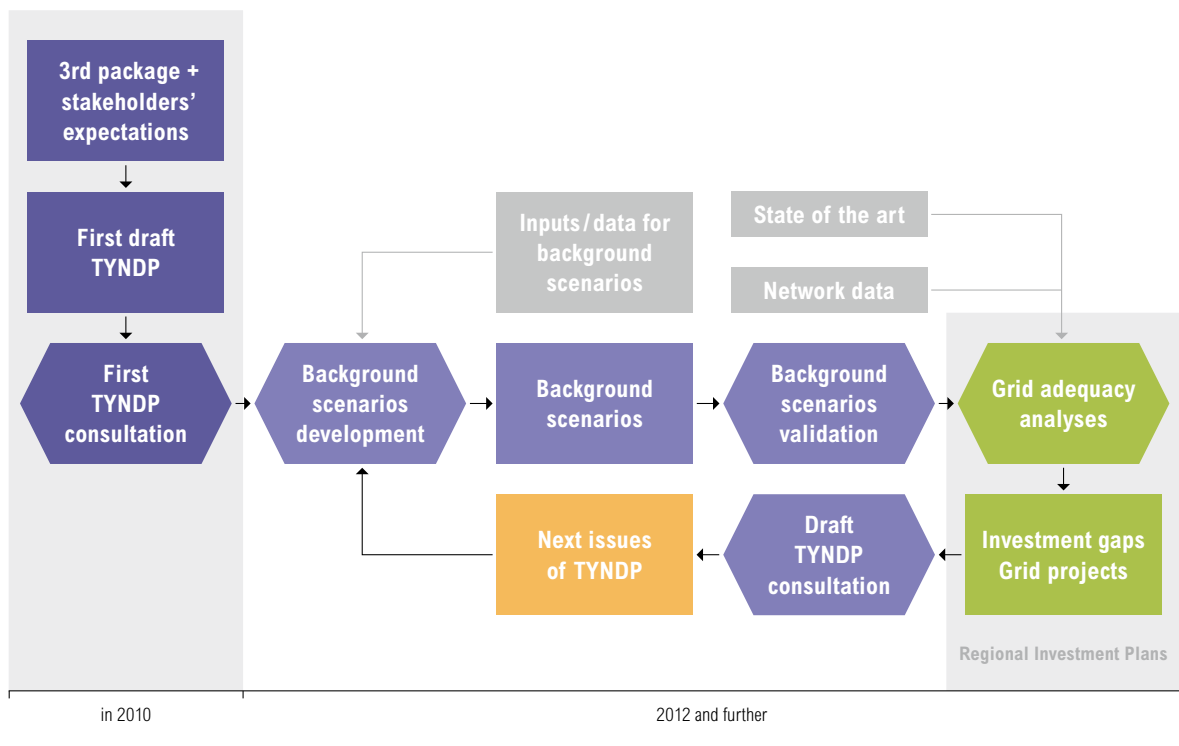 3rd package +
stakeholders'
expectations
First draft
TYNDP
First
TYNDP
consultation
Inputs / data for
background
scenarios
State of the art
Network data
Background
scenarios
development
Background
scenarios
Background
scenarios
validation
Grid adequacy
analyses
Next issues
of TYNDP
Draft
TYNDP
consultation
Investment gaps
Grid projects
Regional Investment Plans
in 2010
2012 and further